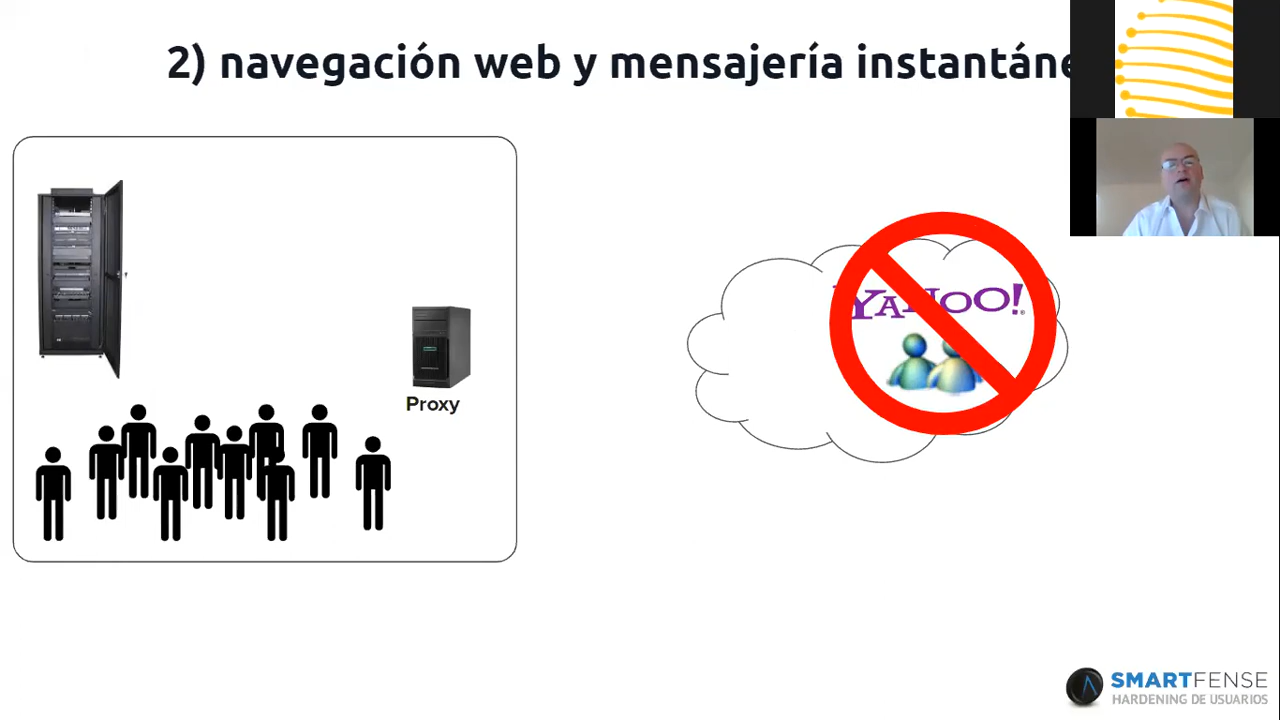 2) navegación web y mensajería instantáne
YAHOO!
Proxy
SMARTFENSE
HARDENING DE USUARIOS